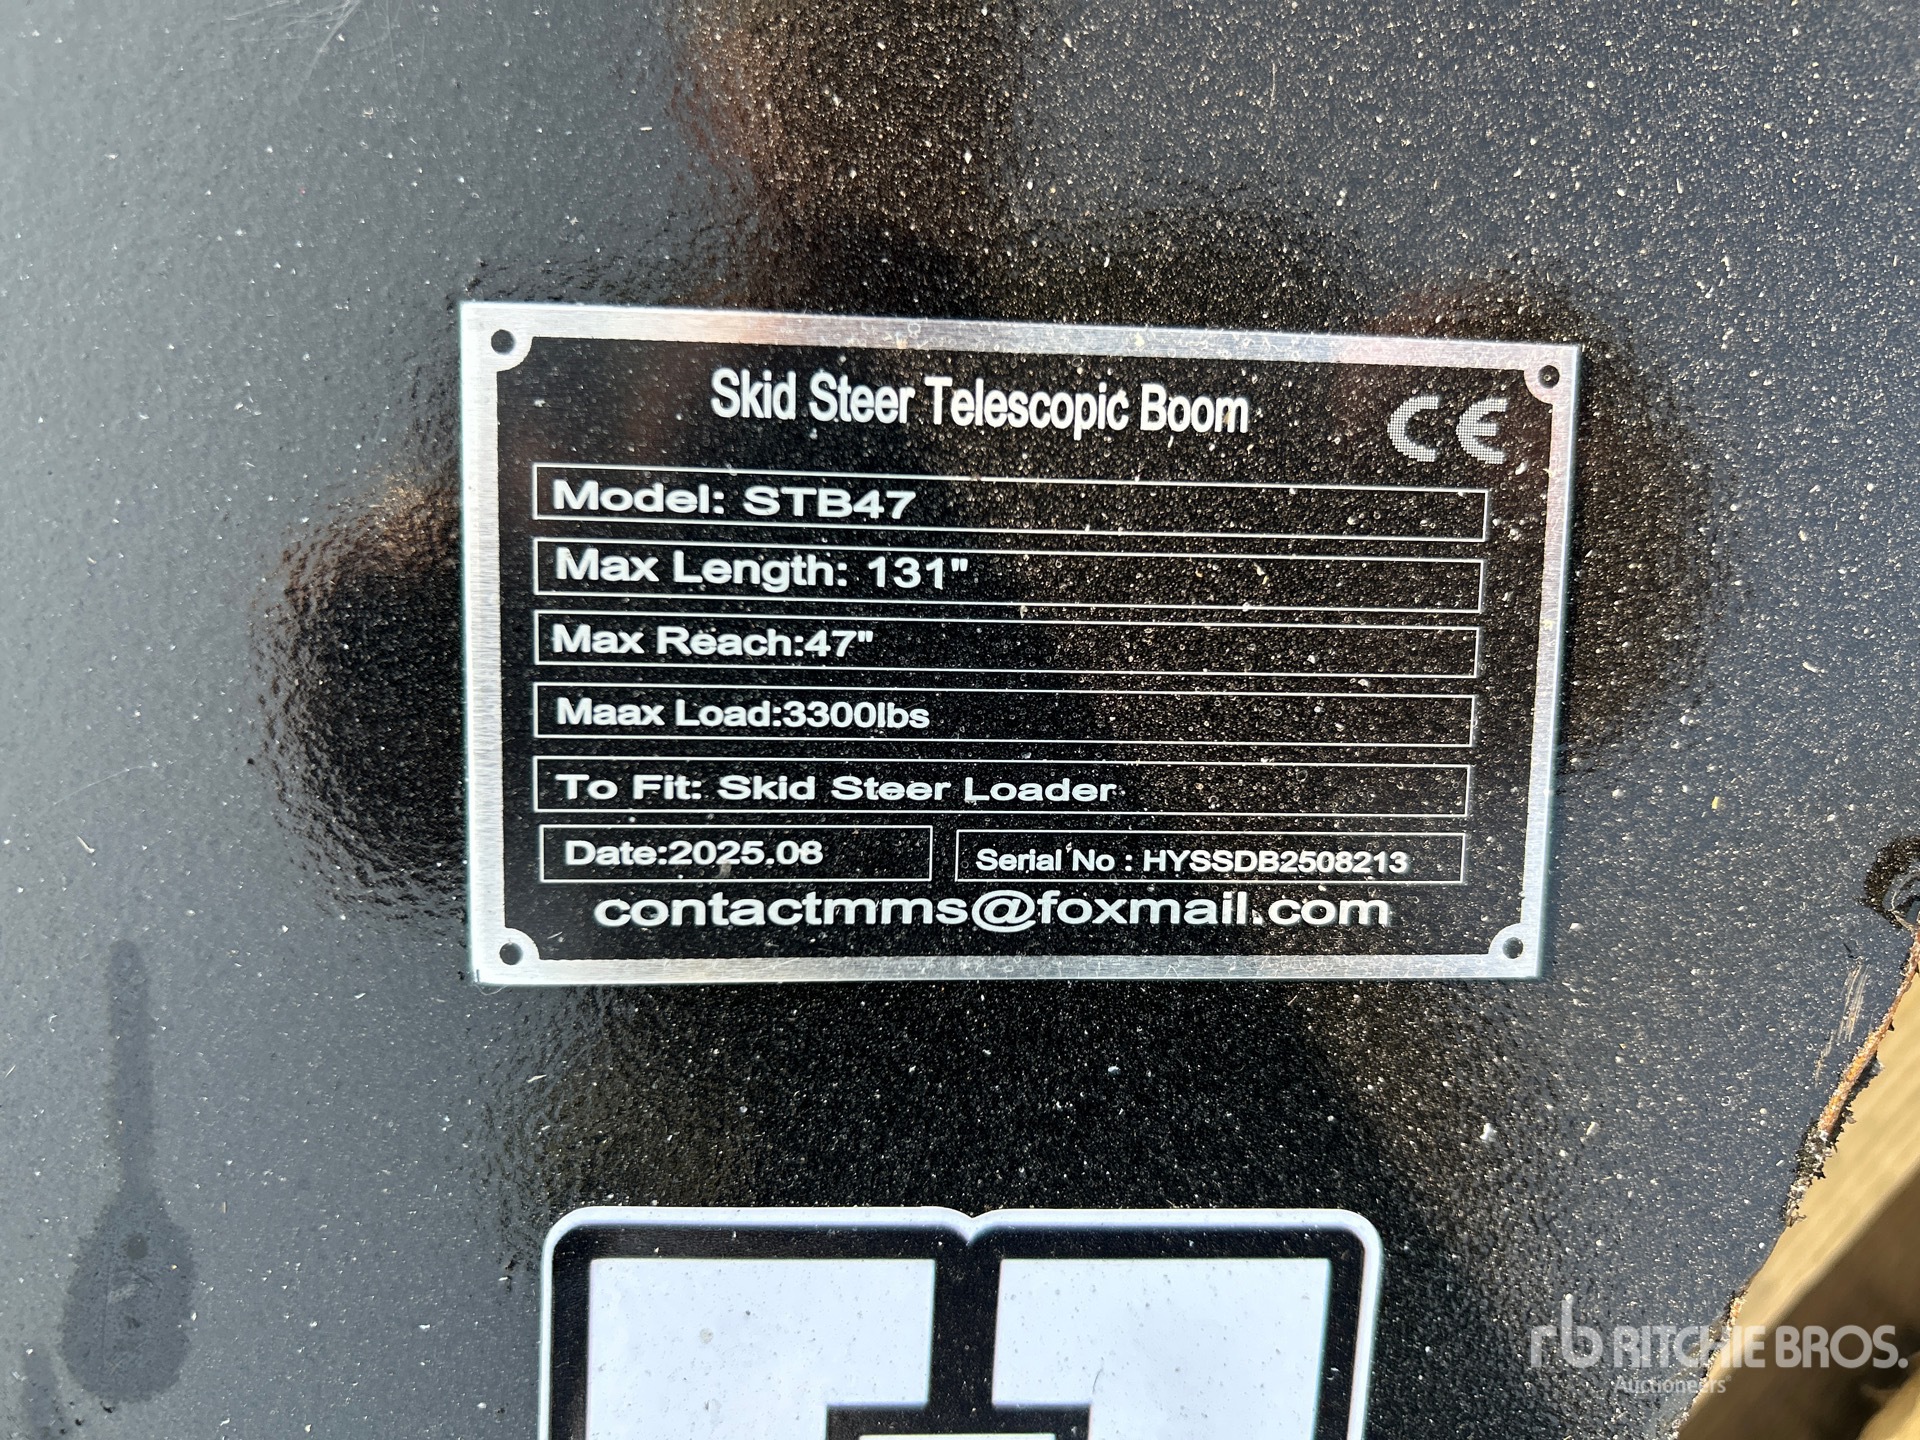 Skid Steer Telescopic Boom
CE
Model: STB47
Max Length: 131"
Max Reach:47"
Maax Load:3300lbs
To Fit: Skid Steer Loader
Date:2025.08
Serial No : HYSSDB2508213
contactmms@foxmail.com
rb RITCHIE BROS.
Auctioneers